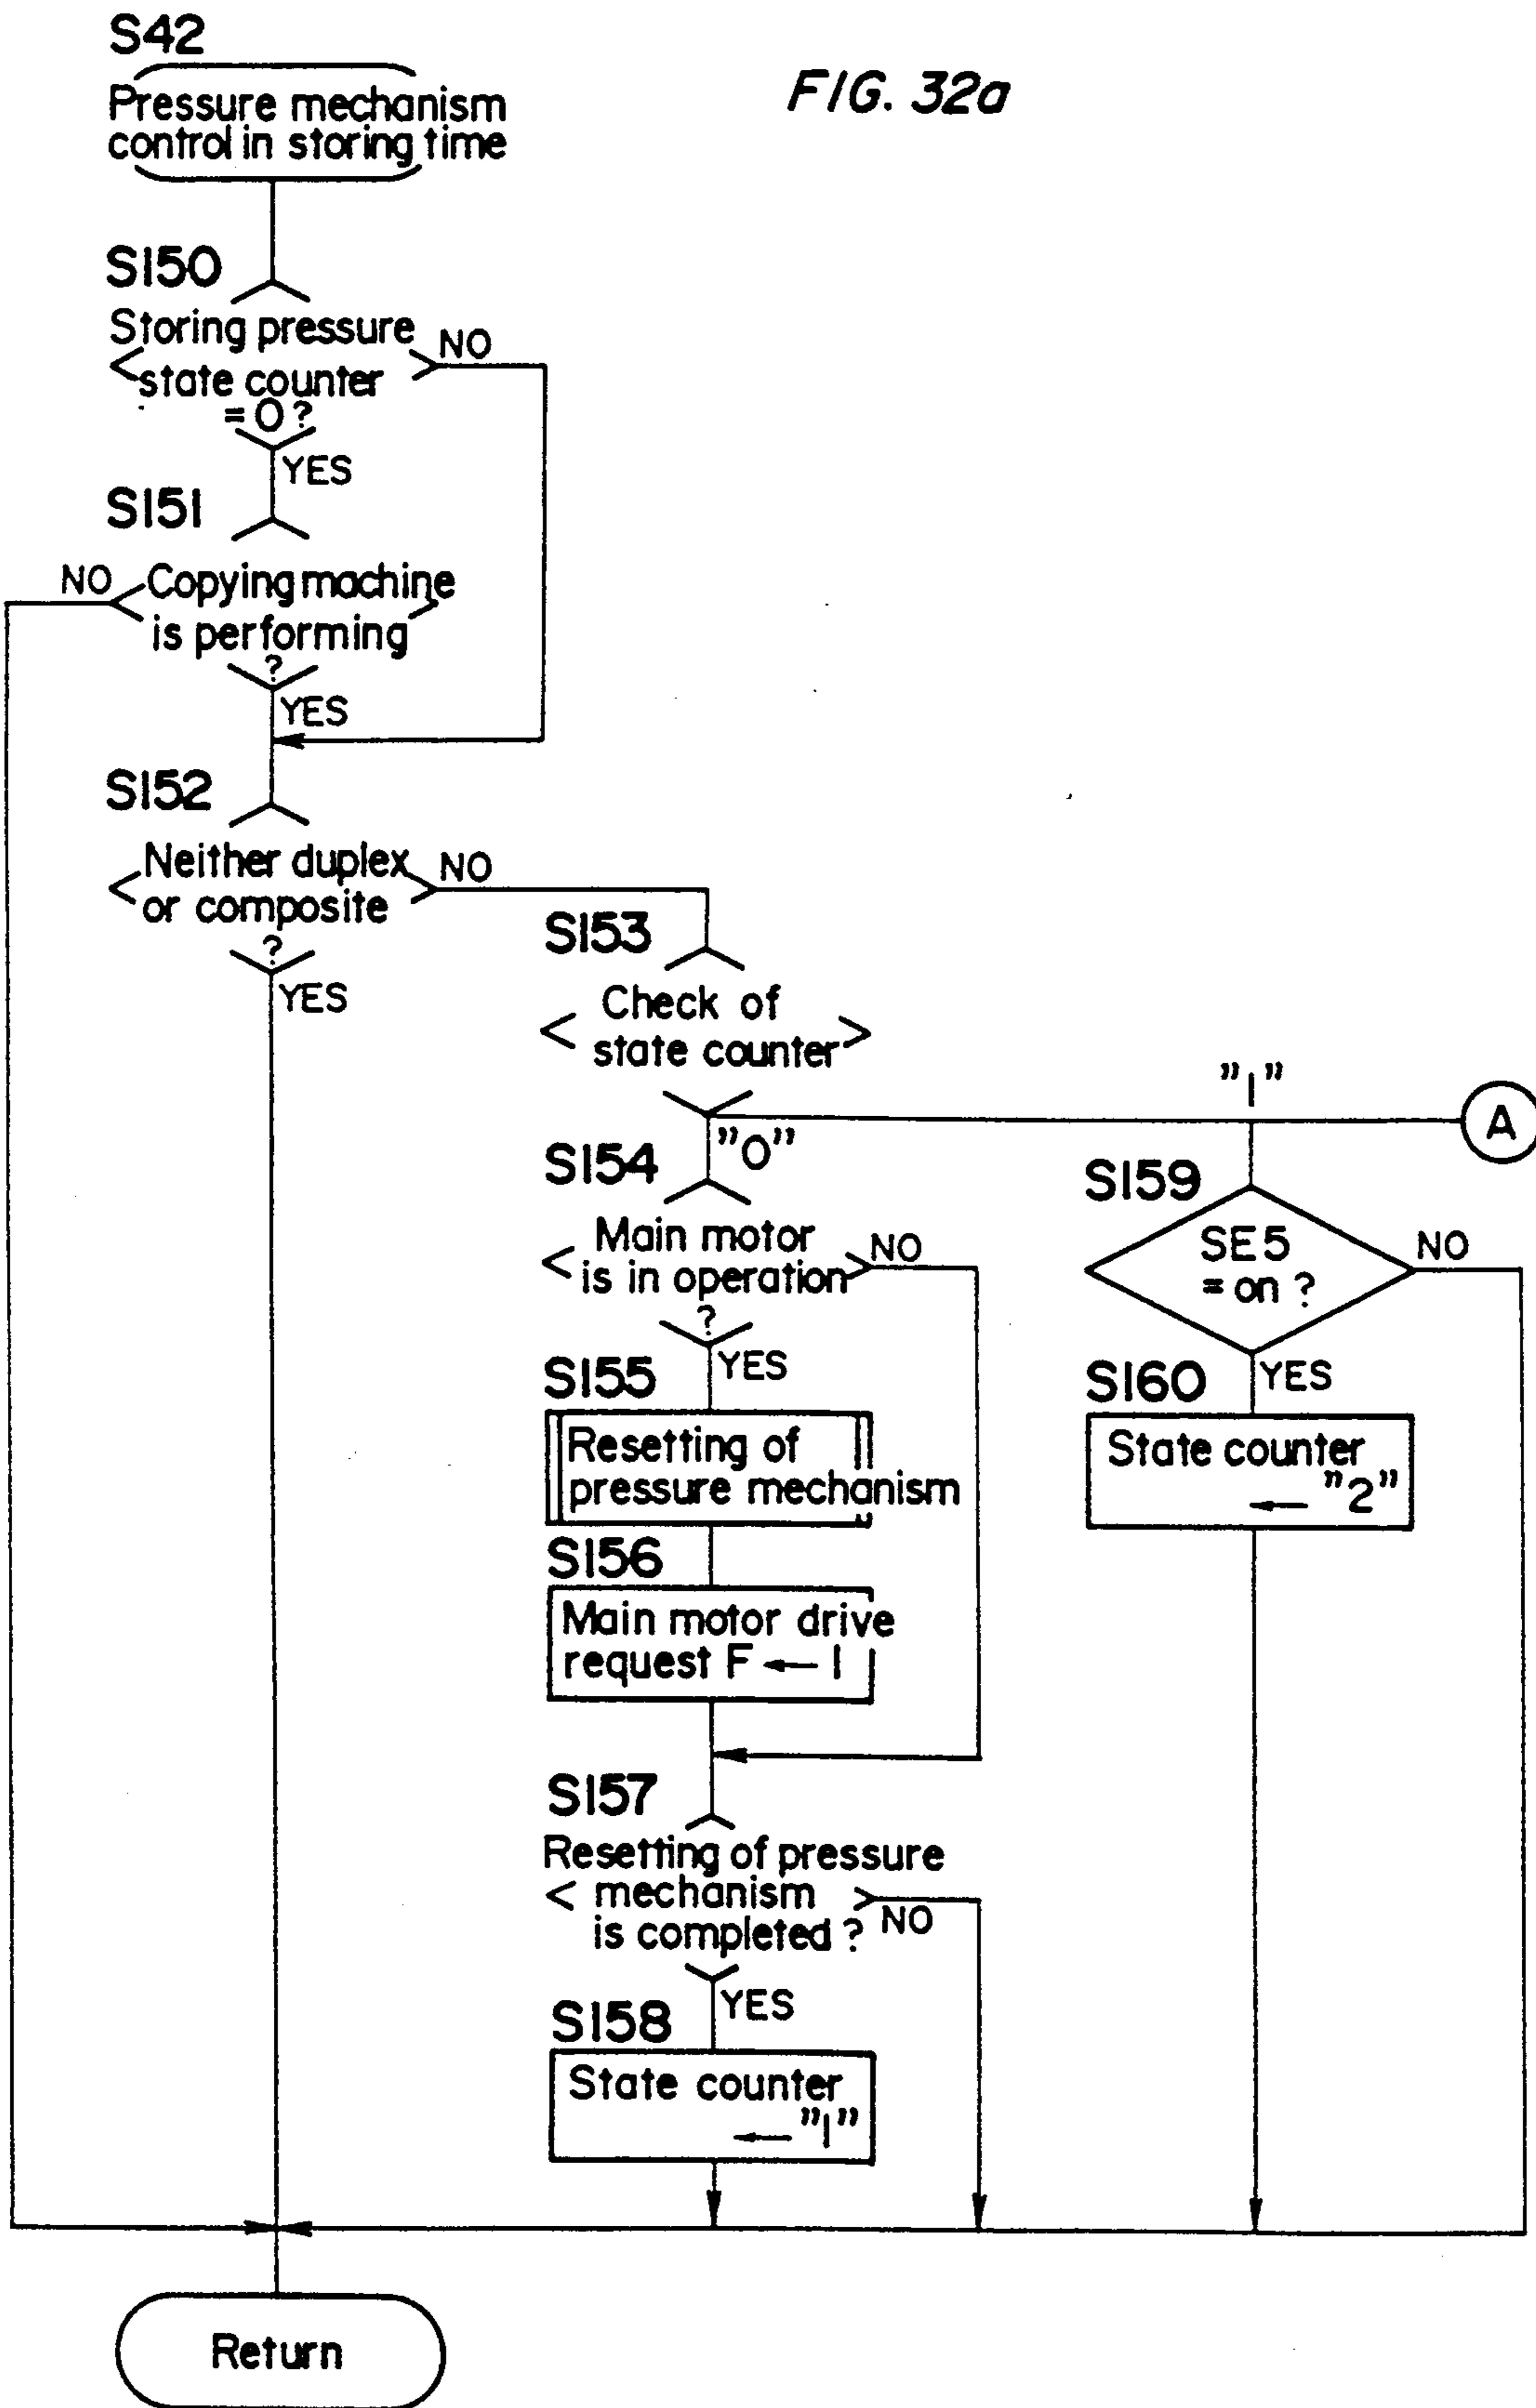 S42
FIG. 32a
Pressure mechanism
control in storing time
S150
Storing pressure
state counter
= 0 ?
NO
YES
S151
NO
Copying machine
is performing
?
YES
S152
Neither duplex
or composite
?
NO
YES
S153
Check of
state counter
"0"
"1"
A
S154
Main motor
is in operation
?
NO
YES
S155
Resetting of
pressure mechanism
S156
Main motor drive
request F ← 1
S157
Resetting of pressure
mechanism
is completed ?
NO
YES
S158
State counter
← "1"
S159
SE5
= on ?
NO
YES
S160
State counter
← "2"
Return